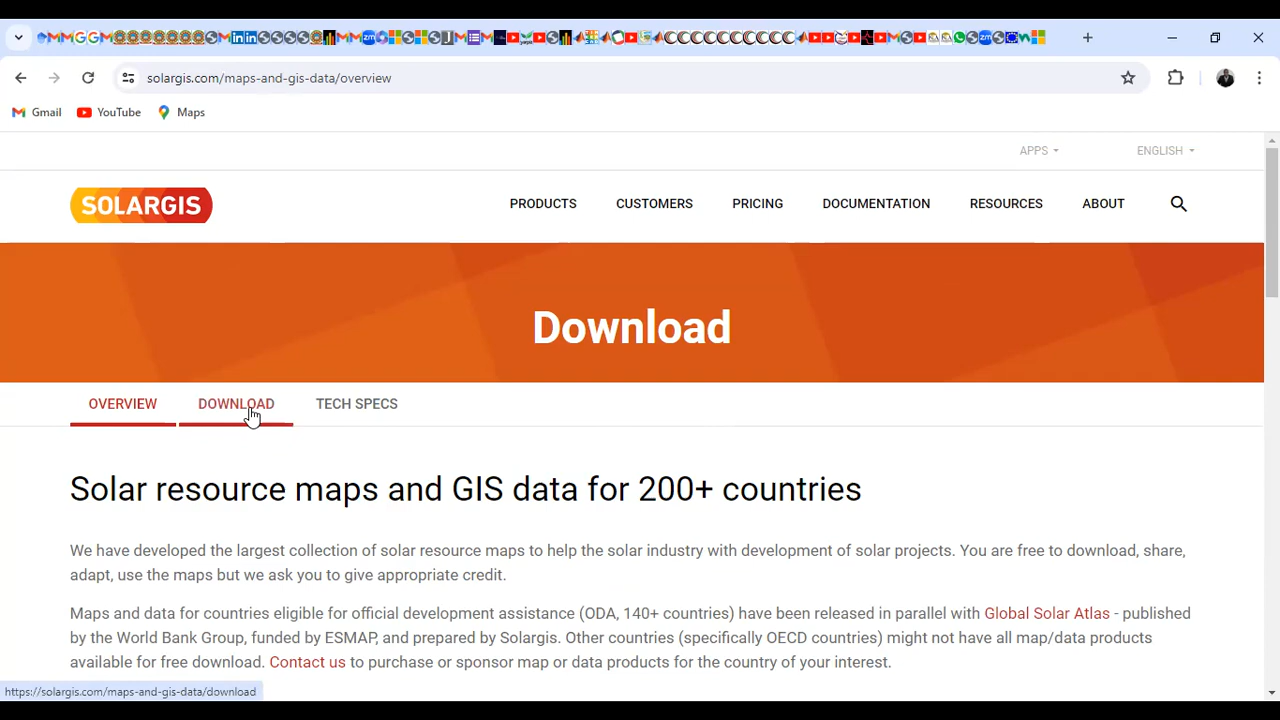 solargis.com/maps-and-gis-data/overview
Gmail YouTube Maps
APPS ENGLISH
SOLARGIS PRODUCTS CUSTOMERS PRICING DOCUMENTATION RESOURCES ABOUT
Download
OVERVIEW DOWNLOAD TECH SPECS
Solar resource maps and GIS data for 200+ countries
We have developed the largest collection of solar resource maps to help the solar industry with development of solar projects. You are free to download, share,
adapt, use the maps but we ask you to give appropriate credit.
Maps and data for countries eligible for official development assistance (ODA, 140+ countries) have been released in parallel with Global Solar Atlas - published
by the World Bank Group, funded by ESMAP, and prepared by Solargis. Other countries (specifically OECD countries) might not have all map/data products
available for free download. Contact us to purchase or sponsor map or data products for the country of your interest.
https://solargis.com/maps-and-gis-data/download